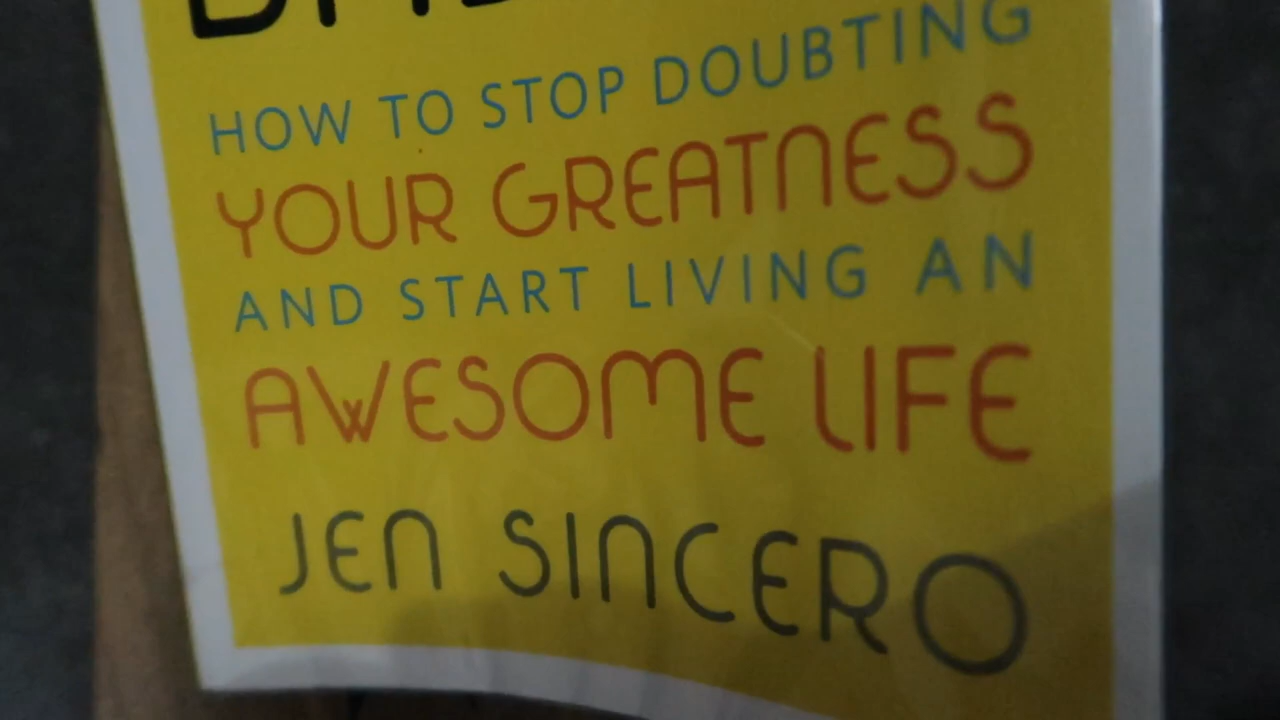 HOW TO STOP DOUBTING
YOUR GREATNESS
AND START LIVING AN
AWESOME LIFE
JEN SINCERO